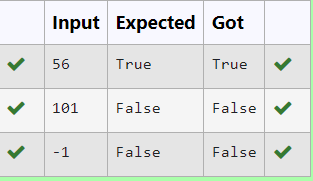 Input Expected Got
56 True True
101 False False
-1 False False